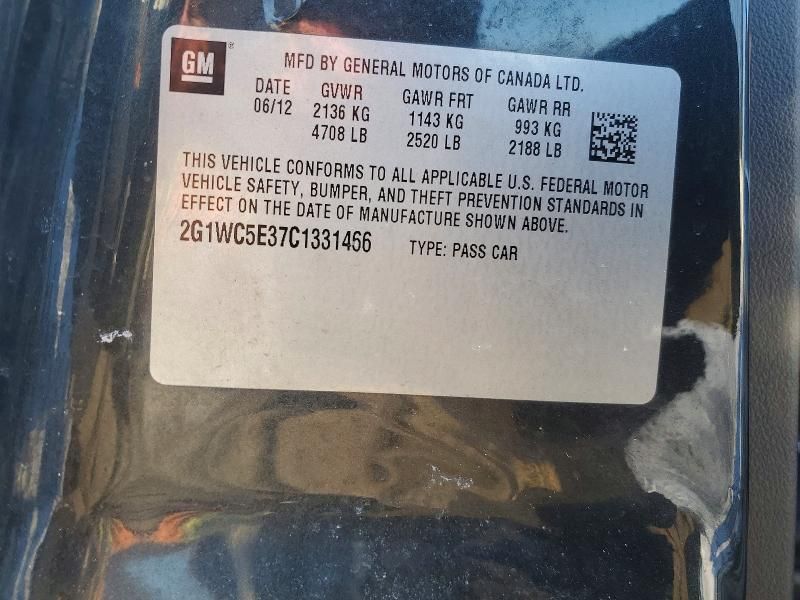 GM ®
MFD BY GENERAL MOTORS OF CANADA LTD.
DATE GVWR GAWR FRT GAWR RR
06/12 2136 KG 1143 KG 993 KG
4708 LB 2520 LB 2188 LB
THIS VEHICLE CONFORMS TO ALL APPLICABLE U.S. FEDERAL MOTOR
VEHICLE SAFETY, BUMPER, AND THEFT PREVENTION STANDARDS IN
EFFECT ON THE DATE OF MANUFACTURE SHOWN ABOVE.
2G1WC5E37C1331466 TYPE: PASS CAR